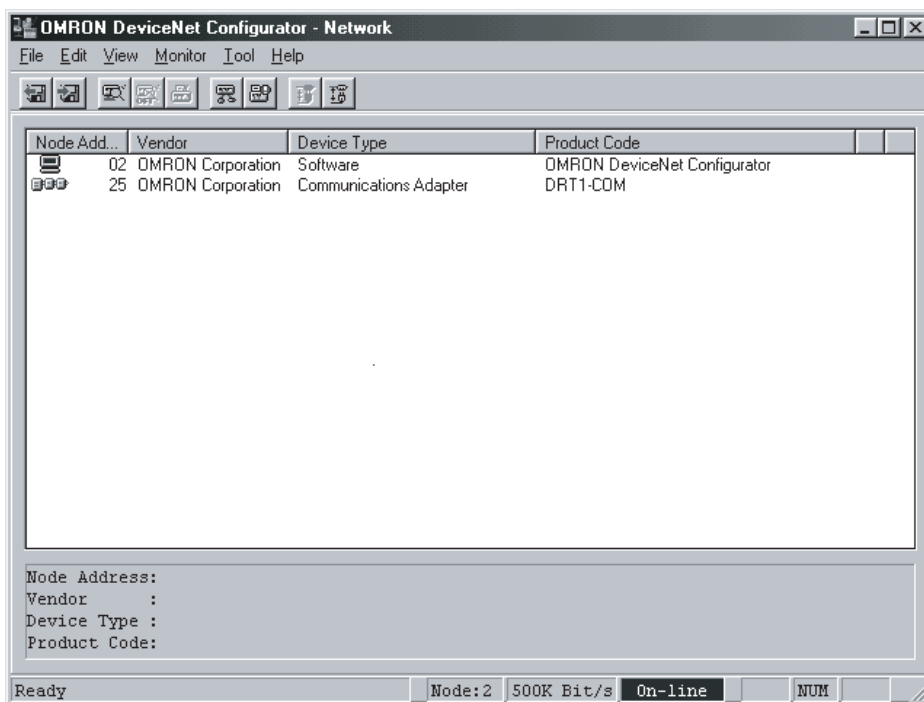 OMRON DeviceNet Configurator - Network
File Edit View Monitor Tool Help
Node Add... Vendor Device Type Product Code
02 OMRON Corporation Software OMRON DeviceNet Configurator
25 OMRON Corporation Communications Adapter DRT1-COM
Node Address:
Vendor :
Device Type :
Product Code:
Ready Node:2 500K Bit/s On-line NUM